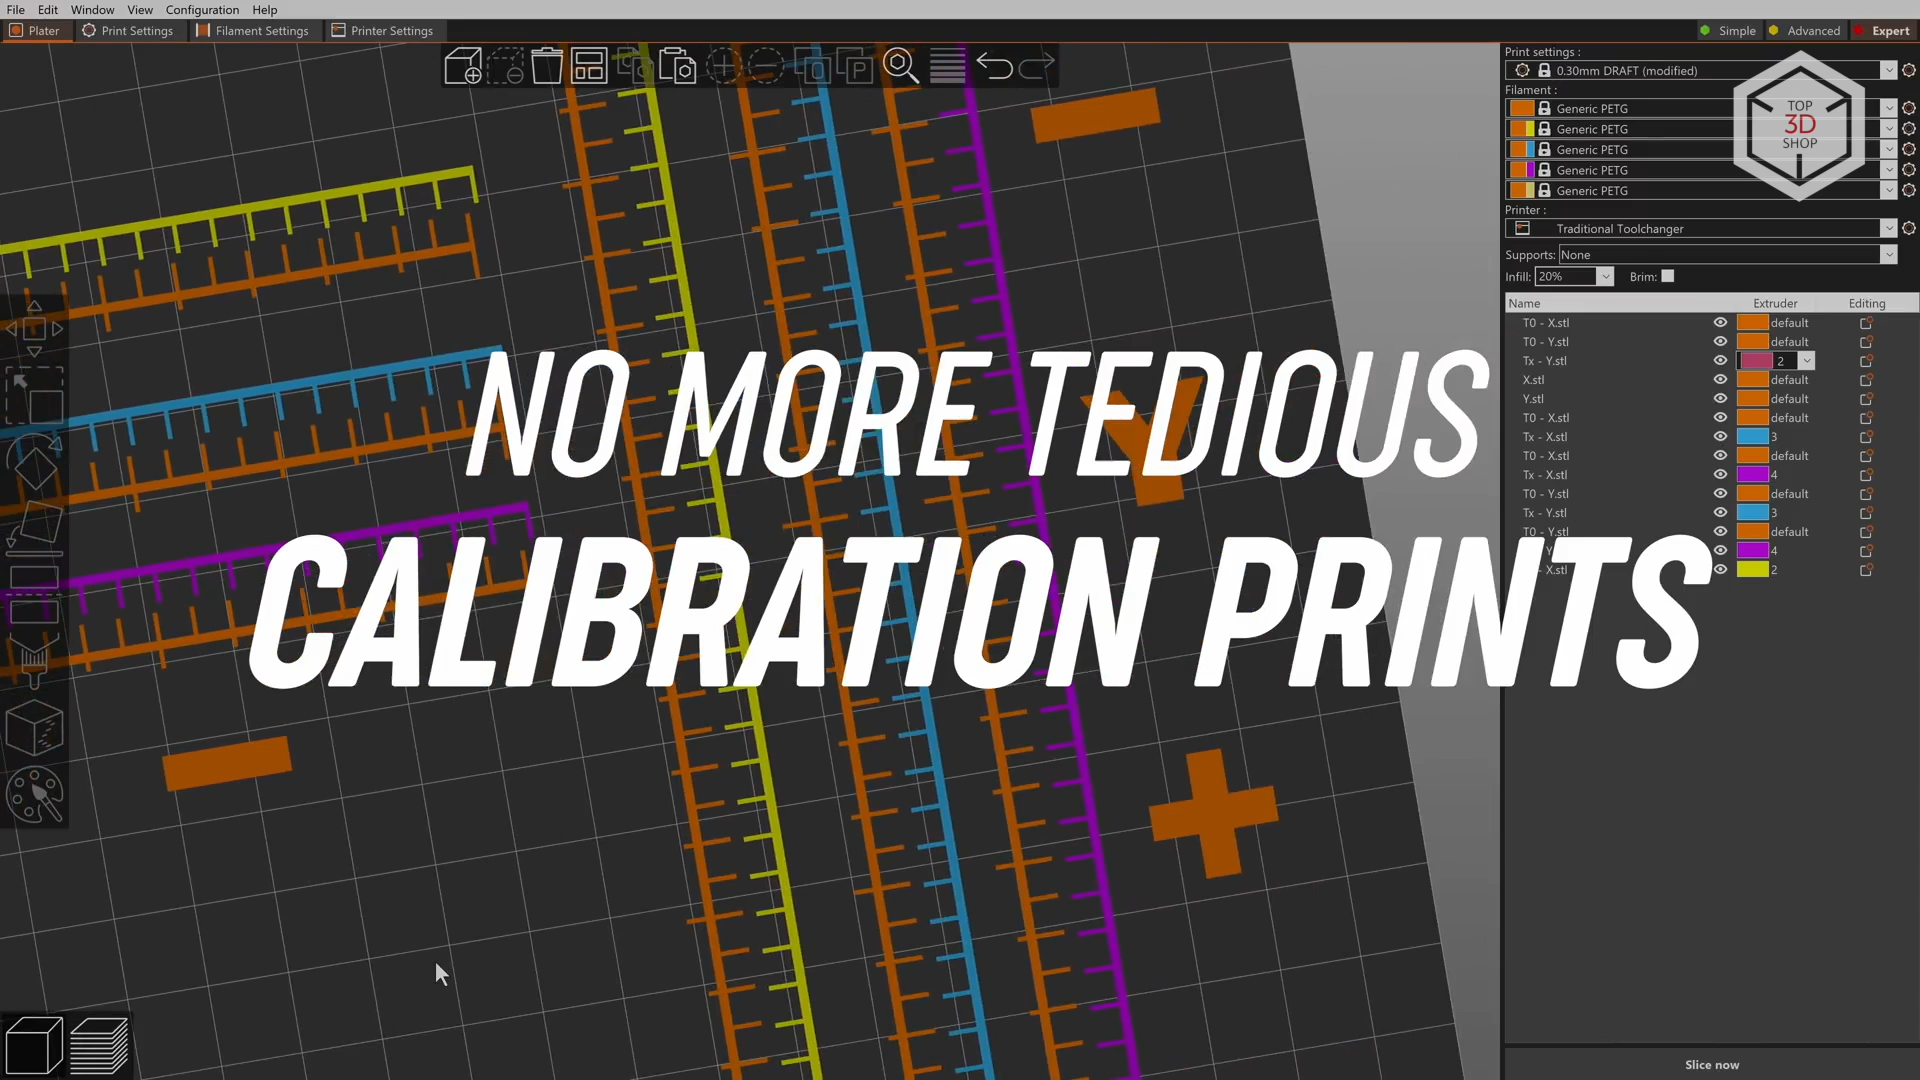 File Edit Window View Configuration Help
Plater Print Settings Filament Settings Printer Settings Simple Advanced Expert
Print settings :
0.30mm DRAFT (modified)
Filament :
Generic PETG
Generic PETG
Generic PETG
Generic PETG
Generic PETG
TOP
3D
SHOP
Printer :
Traditional Toolchanger
Supports: None
Infill: 20% Brim:
Name Extruder Editing
T0 - X.stl default
T0 - Y.stl default
Tx - Y.stl 2
X.stl default
Y.stl default
T0 - X.stl default
Tx - X.stl 3
T0 - X.stl default
Tx - X.stl 4
T0 - Y.stl default
Tx - Y.stl 3
T0 - Y.stl default
4
X.stl 2
Y
NO MORE TEDIOUS
CALIBRATION PRINTS
Slice now